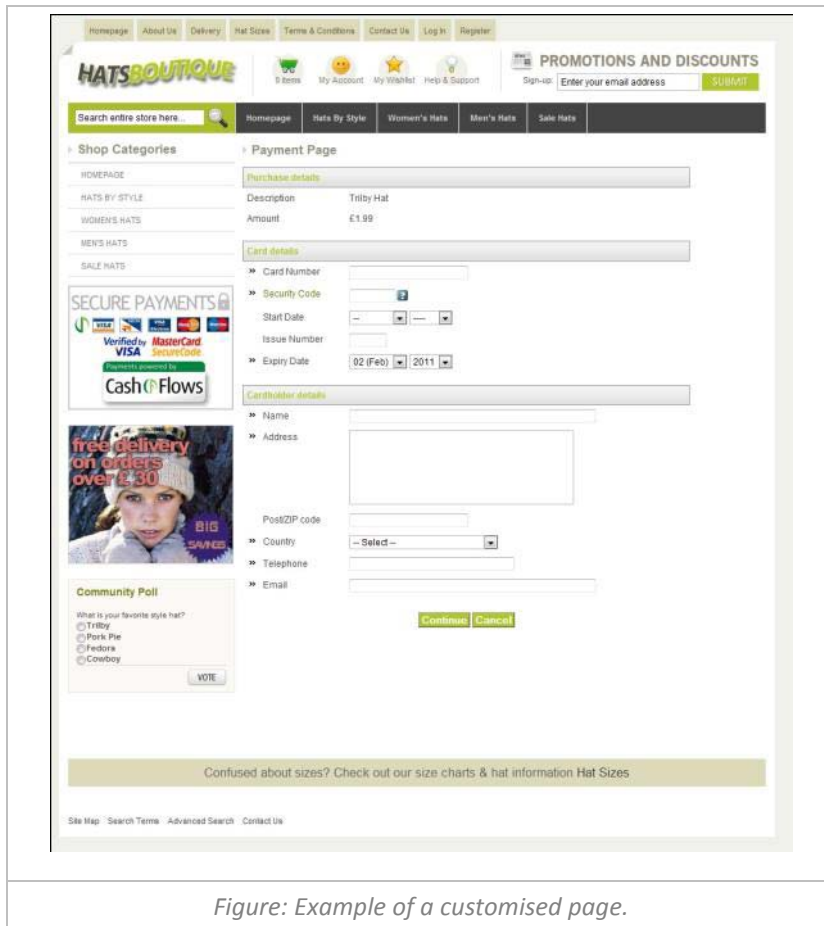 Homepage About Us Delivery Hat Sizes Terms & Conditions Contact Us Log In Register
HATSBOUTIQUE
0 items My Account My Wishlist Help & Support
PROMOTIONS AND DISCOUNTS
Sign-up: Enter your email address SUBMIT
Search entire store here...
Homepage Hats By Style Women's Hats Men's Hats Sale Hats
Shop Categories
HOMEPAGE
HATS BY STYLE
WOMEN'S HATS
MEN'S HATS
SALE HATS
SECURE PAYMENTS
VISA
Verified by VISA
MasterCard SecureCode
Payments powered by
CashFlows
free delivery
on orders
over £ 30
BIG
SAVINGS
Community Poll
What is your favorite style hat?
Trilby
Pork Pie
Fedora
Cowboy
VOTE
Payment Page
Purchase details
Description Trilby Hat
Amount £1.99
Card details
» Card Number
» Security Code ?
Start Date -- ----
Issue Number
» Expiry Date 02 (Feb) 2011
Cardholder details
» Name
» Address
Post/ZIP code
» Country -- Select --
» Telephone
» Email
Continue Cancel
Confused about sizes? Check out our size charts & hat information Hat Sizes
Site Map Search Terms Advanced Search Contact Us
Figure: Example of a customised page.